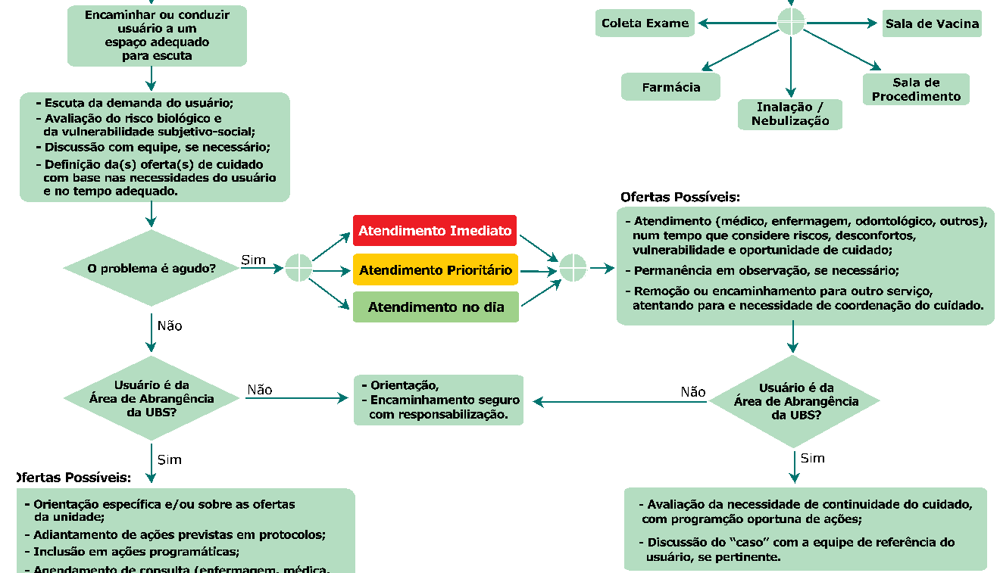 Encaminhar ou conduzir
usuário a um
espaço adequado
para escuta
Coleta Exame
Sala de Vacina
Farmácia
Inalação /
Nebulização
Sala de
Procedimento
- Escuta da demanda do usuário;
- Avaliação do risco biológico e
da vulnerabilidade subjetivo-social;
- Discussão com equipe, se necessário;
- Definição da(s) oferta(s) de cuidado
com base nas necessidades do usuário
e no tempo adequado.
O problema é agudo?
Sim
Atendimento Imediato
Atendimento Prioritário
Atendimento no dia
Ofertas Possíveis:
- Atendimento (médico, enfermagem, odontológico, outros),
num tempo que considere riscos, desconfortos,
vulnerabilidade e oportunidade de cuidado;
- Permanência em observação, se necessário;
- Remoção ou encaminhamento para outro serviço,
atentando para e necessidade de coordenação do cuidado.
Não
Usuário é da
Área de Abrangência
da UBS?
Não
- Orientação,
- Encaminhamento seguro
com responsabilização.
Não
Usuário é da
Área de Abrangência
da UBS?
Sim
Sim
Ofertas Possíveis:
- Orientação específica e/ou sobre as ofertas
da unidade;
- Adiantamento de ações previstas em protocolos;
- Inclusão em ações programáticas;
- Agendamento de consulta (enfermagem, médica,
- Avaliação da necessidade de continuidade do cuidado,
com programção oportuna de ações;
- Discussão do “caso” com a equipe de referência do
usuário, se pertinente.